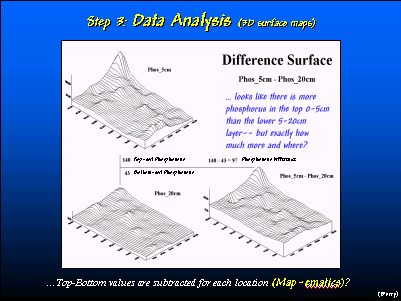 Step 3- Data Analysis (3D surface maps)
Phos_5cm
Difference Surface
Phos_5cm - Phos_20cm
... looks like there is more
phosphorus in the top 0-5cm
than the lower 5-20cm
layer-- but exactly how
much more and where?
140 Top-soil Phosphorous
140 - 43 = 97 Phosphorous Difference
43 Bottom-soil Phosphorous
Phos_20cm
Phos_5cm - Phos_20cm
...Top-Bottom values are subtracted for each location (Map-ematics)?
(Berry)